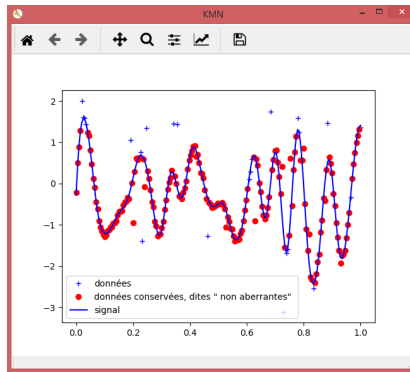 KMN
2
1
0
−1
−2
−3
données
données conservées, dites " non aberrantes"
signal
0.0 0.2 0.4 0.6 0.8 1.0